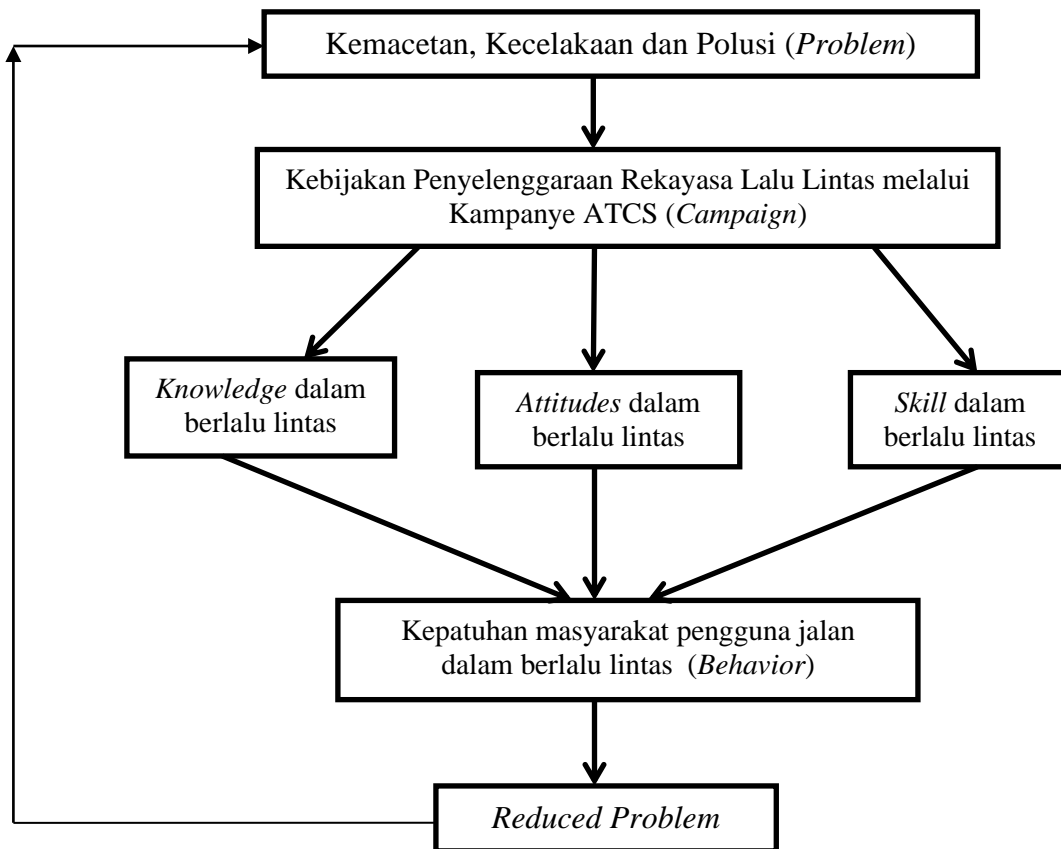 Kemacetan, Kecelakaan dan Polusi (Problem)
Kebijakan Penyelenggaraan Rekayasa Lalu Lintas melalui
Kampanye ATCS (Campaign)
Knowledge dalam
berlalu lintas
Attitudes dalam
berlalu lintas
Skill dalam
berlalu lintas
Kepatuhan masyarakat pengguna jalan
dalam berlalu lintas (Behavior)
Reduced Problem